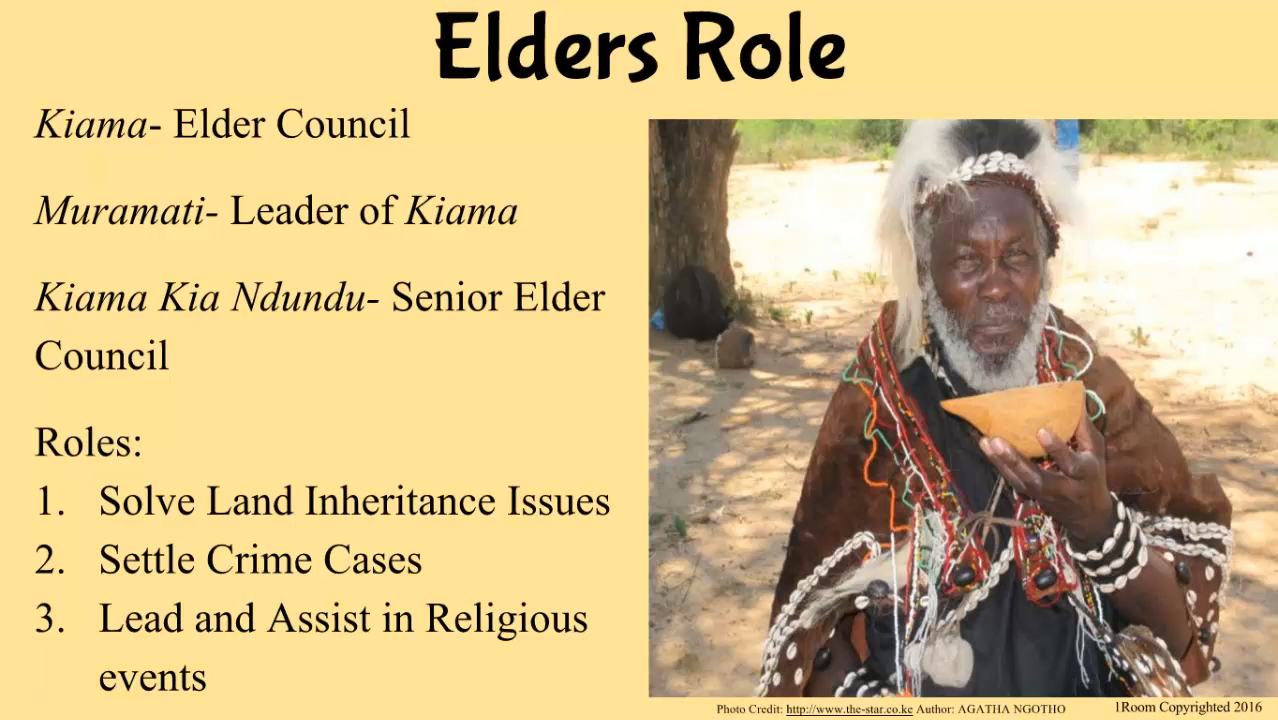 Elders Role
Kiama- Elder Council
Muramati- Leader of Kiama
Kiama Kia Ndundu- Senior Elder
Council
Roles:
1. Solve Land Inheritance Issues
2. Settle Crime Cases
3. Lead and Assist in Religious
events
Photo Credit: http://www.the-star.co.ke Author: AGATHA NGOTHO
1Room Copyrighted 2016